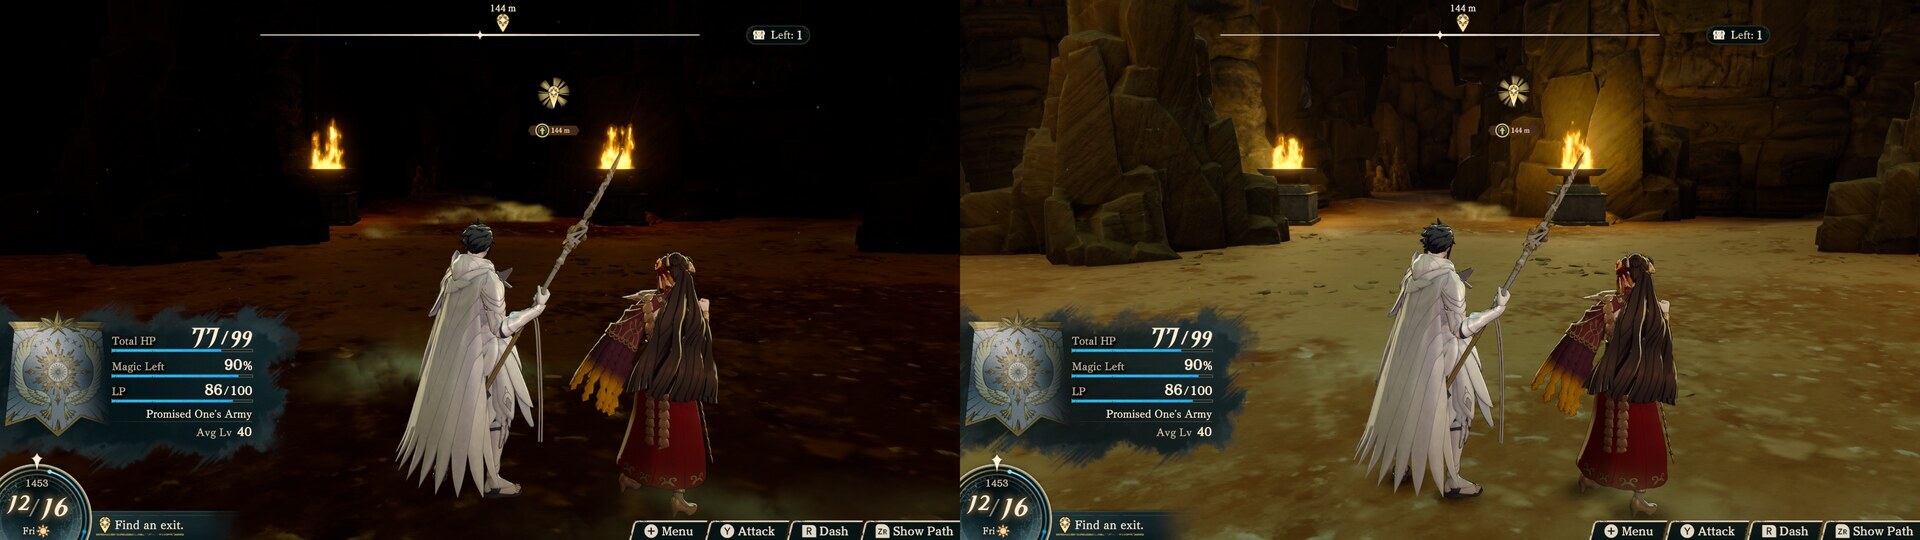 144 m
Left: 1
144 m
Total HP 77/99
Magic Left 90%
LP 86/100
Promised One's Army
Avg Lv 40
1453
12/16
Fri
Find an exit.
+ Menu Y Attack R Dash ZR Show Path
144 m
Left: 1
144 m
Total HP 77/99
Magic Left 90%
LP 86/100
Promised One's Army
Avg Lv 40
1453
12/16
Fri
Find an exit.
+ Menu Y Attack R Dash ZR Show Path